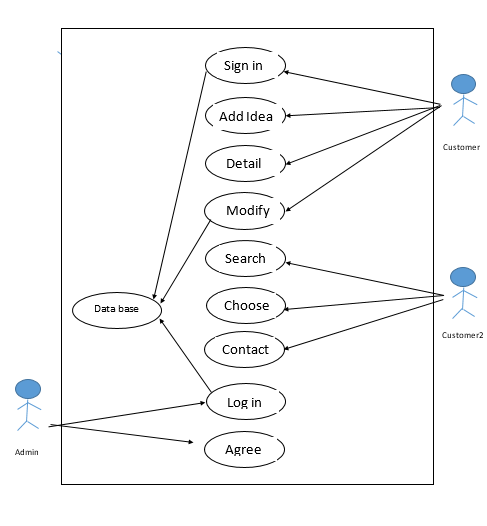 Sign in
Add Idea
Detail
Modify
Search
Choose
Contact
Log in
Agree
Data base
Customer
Customer2
Admin